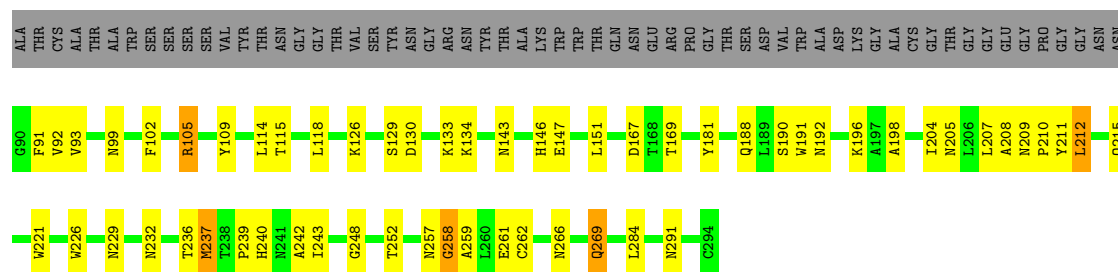 ALA THR CYS ALA THR ALA TRP SER SER SER SER VAL TYR THR ASN GLY GLY THR VAL SER TYR ASN GLY ARG ASN TYR THR ALA LYS TRP TRP THR GLN ASN GLU ARG PRO GLY THR SER ASP VAL TRP ALA ASP LYS GLY ALA CYS GLY THR GLY GLY GLU GLY PRO GLY GLY ASN ASN
G90 F91 V92 V93 N99 F102 R105 Y109 L114 T115 L118 K126 S129 D130 K133 K134 N143 H146 E147 L151 D167 T168 T169 Y181 Q188 L189 S190 W191 N192 K196 A197 A198 I204 N205 L206 L207 A208 N209 P210 Y211 L212 Q215
W221 W226 N229 N232 T236 M237 T238 P239 H240 N241 A242 I243 G248 T252 N257 G258 A259 L260 E261 C262 N266 Q269 L284 N291 C294